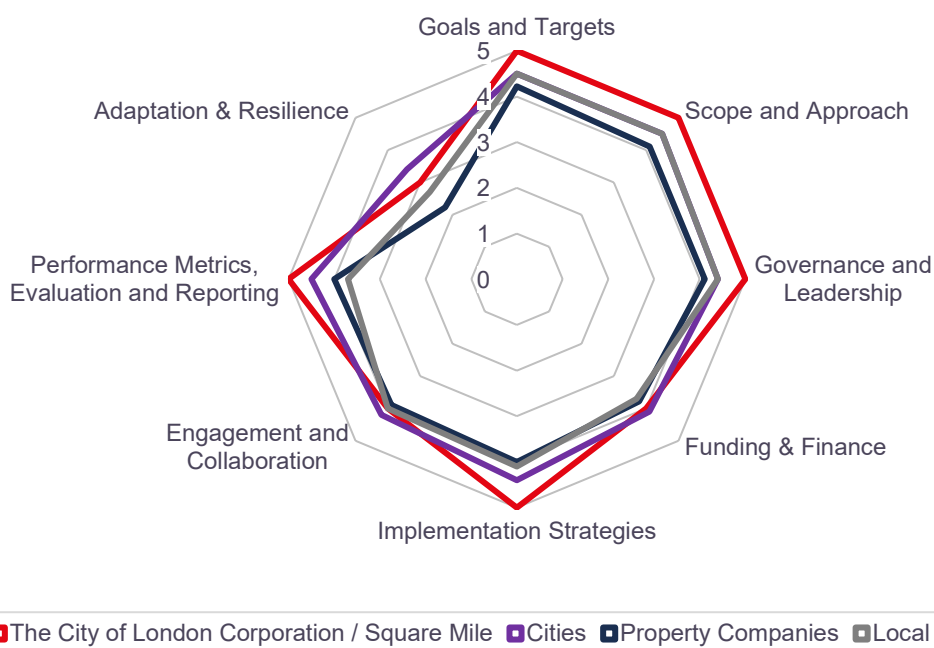 Goals and Targets
5
Adaptation & Resilience
4
Scope and Approach
3
2
1
Performance Metrics,
Evaluation and Reporting
0
Governance and
Leadership
Engagement and
Collaboration
Funding & Finance
Implementation Strategies
The City of London Corporation / Square Mile Cities Property Companies Local